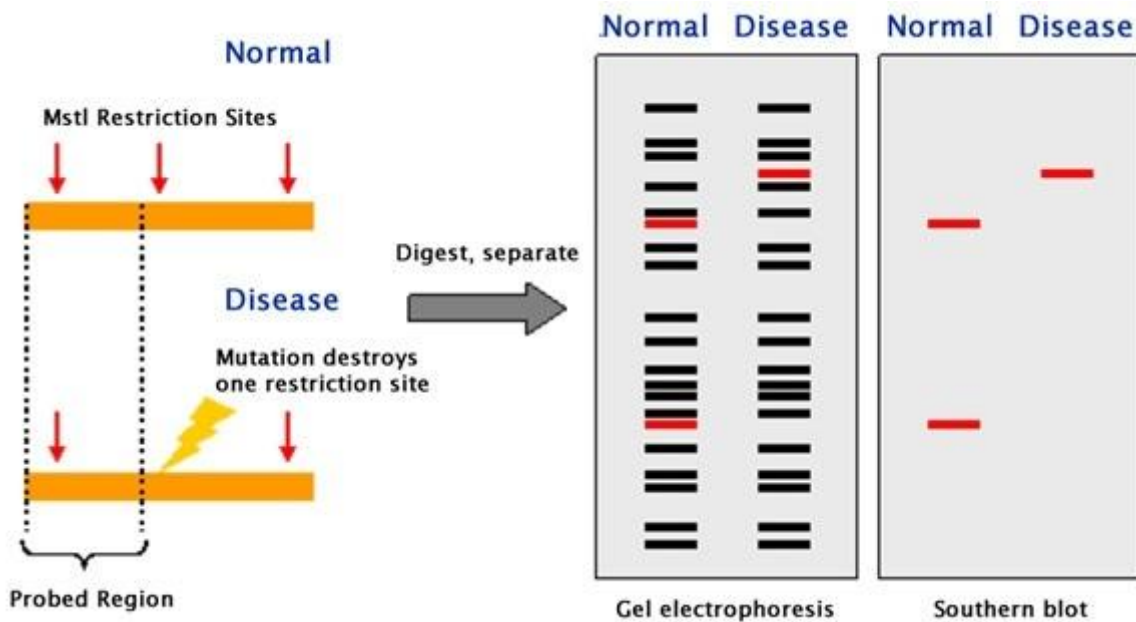 Normal
MstI Restriction Sites
Disease
Mutation destroys
one restriction site
Probed Region
Digest, separate
Normal Disease
Gel electrophoresis
Normal Disease
Southern blot